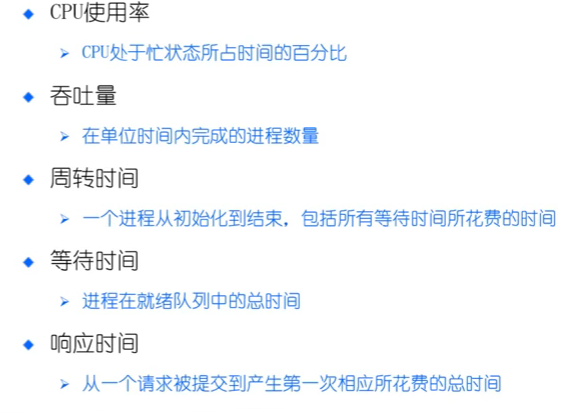 CPU使用率
CPU处于忙状态所占时间的百分比
吞吐量
在单位时间内完成的进程数量
周转时间
一个进程从初始化到结束，包括所有等待时间所花费的时间
等待时间
进程在就绪队列中的总时间
响应时间
从一个请求被提交到产生第一次相应所花费的总时间